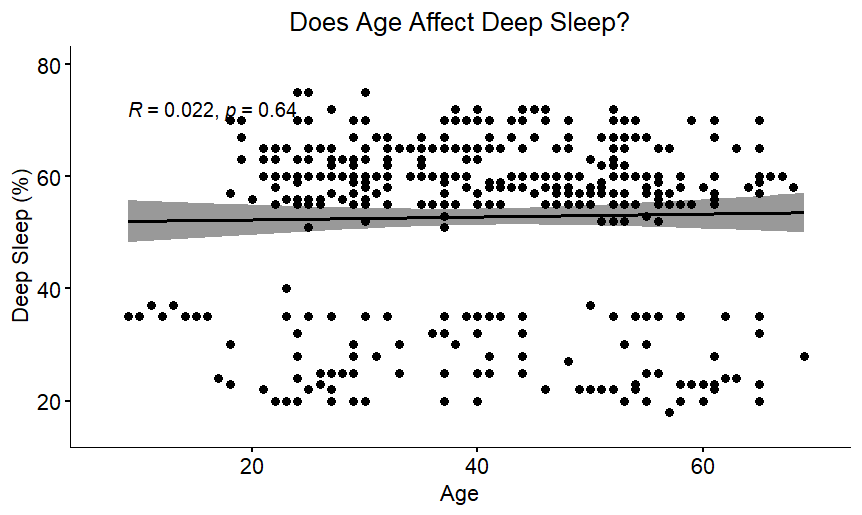 Does Age Affect Deep Sleep?
R = 0.022, p = 0.64
Deep Sleep (%)
80
60
40
20
20 40 60
Age